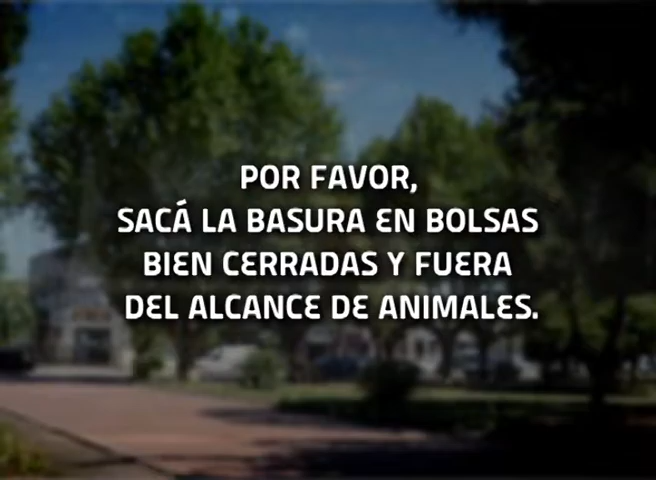 POR FAVOR,
SACÁ LA BASURA EN BOLSAS
BIEN CERRADAS Y FUERA
DEL ALCANCE DE ANIMALES.